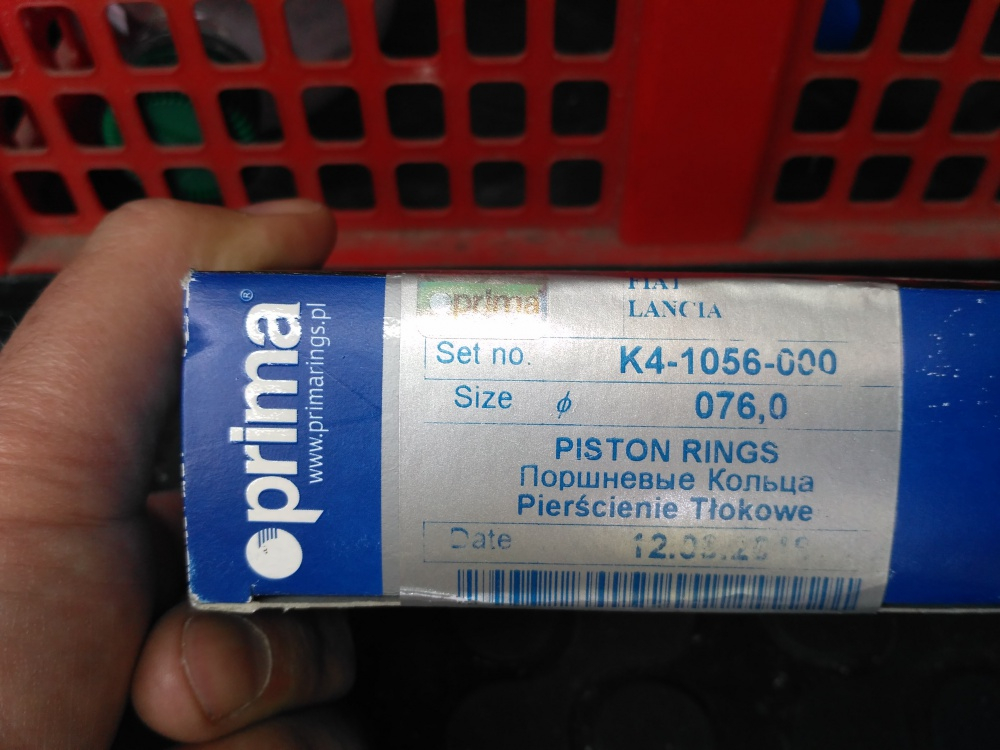 prima®
www.primarings.pl
prima
FIAT
LANCIA
Set no. K4-1056-000
Size ϕ 076,0
PISTON RINGS
Поршневые Кольца
Pierścienie Tłokowe
Date